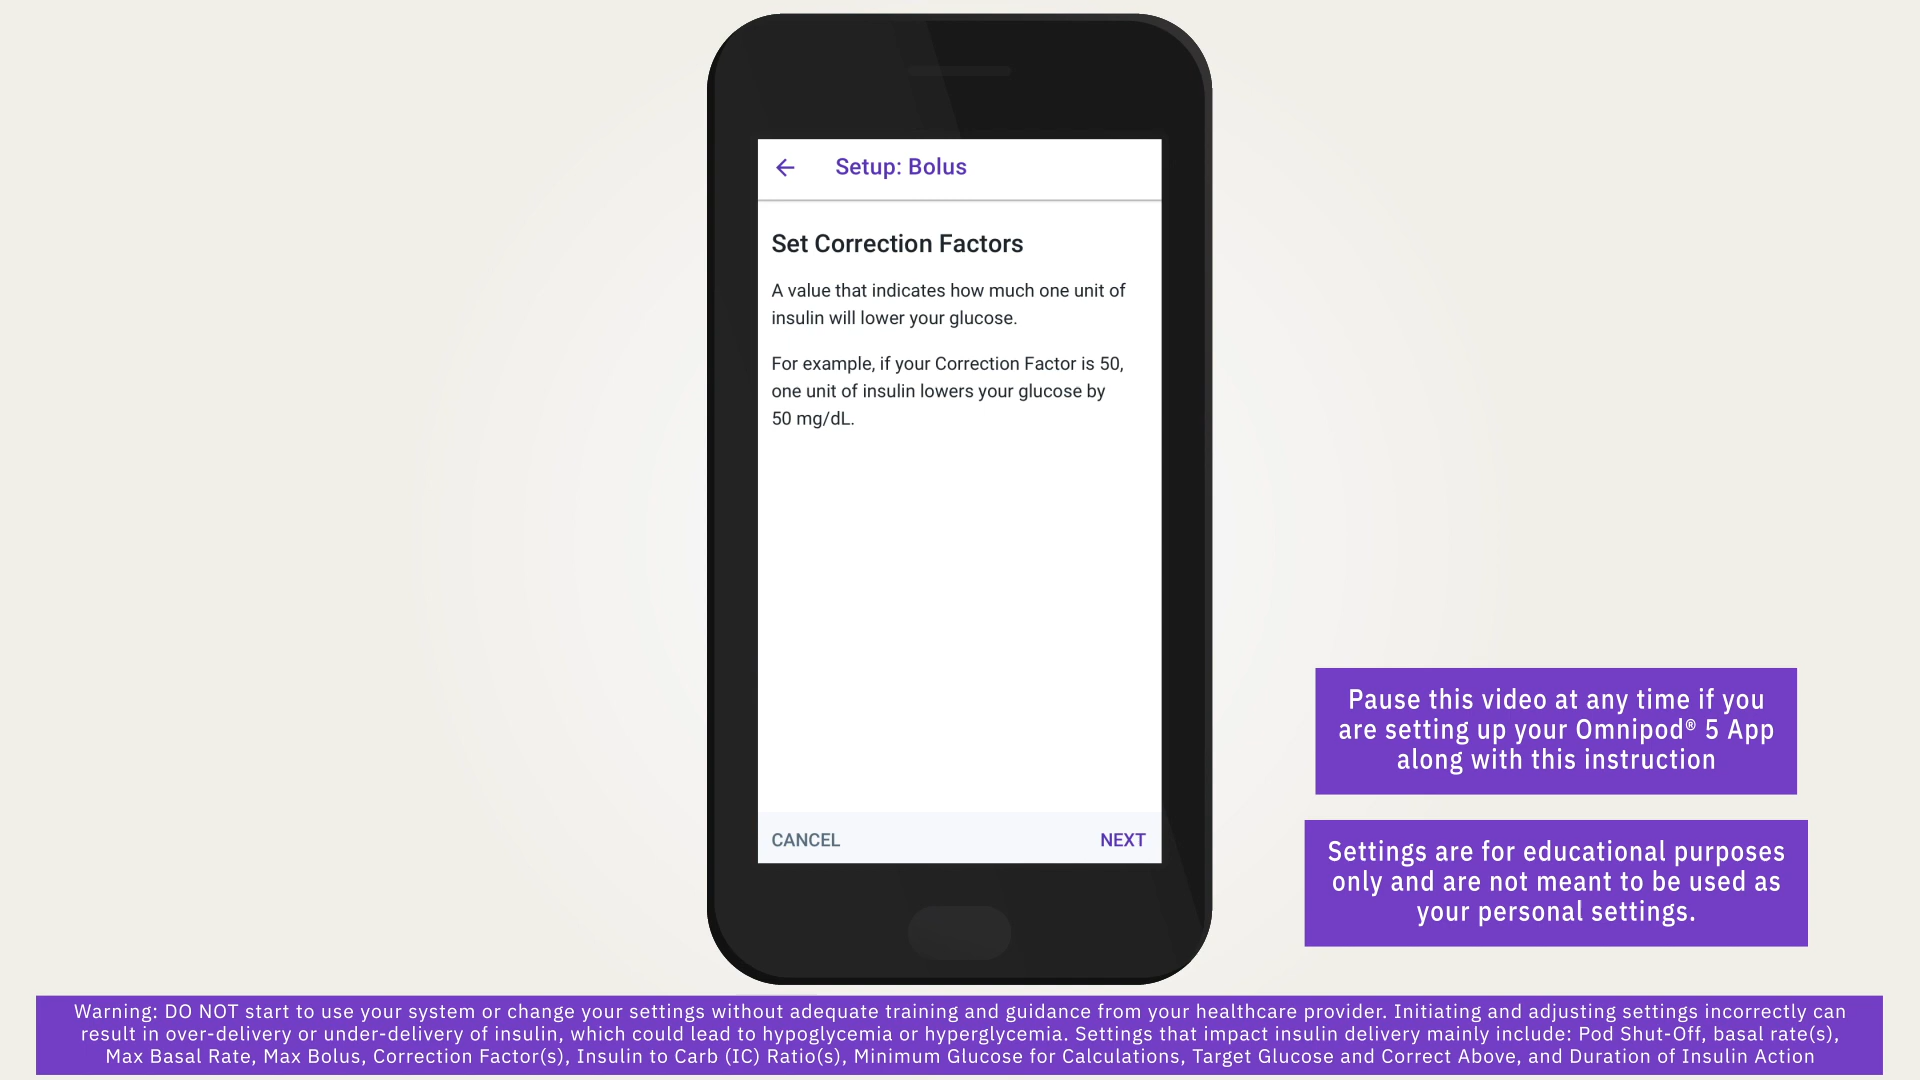 Setup: Bolus
Set Correction Factors
A value that indicates how much one unit of
insulin will lower your glucose.
For example, if your Correction Factor is 50,
one unit of insulin lowers your glucose by
50 mg/dL.
CANCEL
NEXT
Pause this video at any time if you
are setting up your Omnipod® 5 App
along with this instruction
Settings are for educational purposes
only and are not meant to be used as
your personal settings.
Warning: DO NOT start to use your system or change your settings without adequate training and guidance from your healthcare provider. Initiating and adjusting settings incorrectly can
result in over-delivery or under-delivery of insulin, which could lead to hypoglycemia or hyperglycemia. Settings that impact insulin delivery mainly include: Pod Shut-Off, basal rate(s),
Max Basal Rate, Max Bolus, Correction Factor(s), Insulin to Carb (IC) Ratio(s), Minimum Glucose for Calculations, Target Glucose and Correct Above, and Duration of Insulin Action